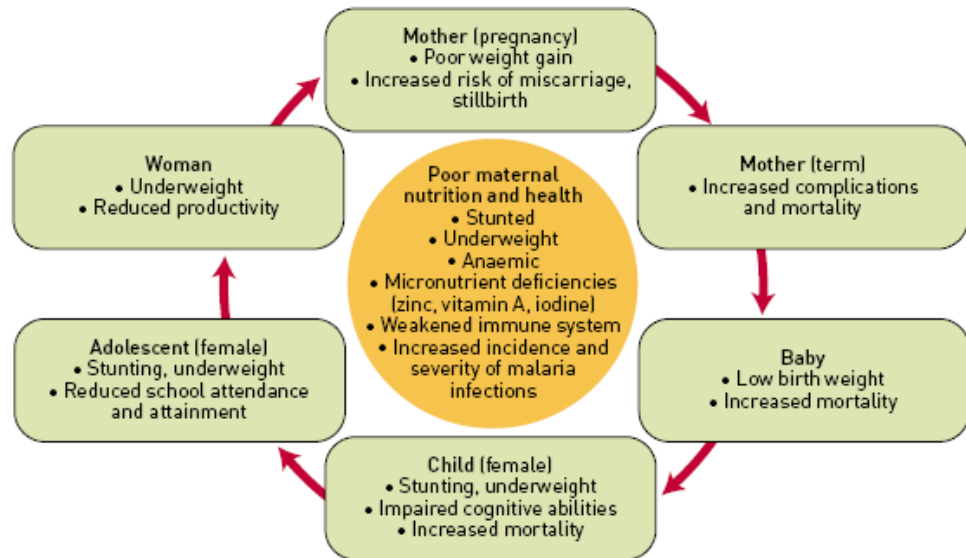 Mother (pregnancy)
• Poor weight gain
• Increased risk of miscarriage,
stillbirth
Mother (term)
• Increased complications
and mortality
Baby
• Low birth weight
• Increased mortality
Child (female)
• Stunting, underweight
• Impaired cognitive abilities
• Increased mortality
Adolescent (female)
• Stunting, underweight
• Reduced school attendance
and attainment
Woman
• Underweight
• Reduced productivity
Poor maternal
nutrition and health
• Stunted
• Underweight
• Anaemic
• Micronutrient deficiencies
(zinc, vitamin A, iodine)
• Weakened immune system
• Increased incidence and
severity of malaria
infections